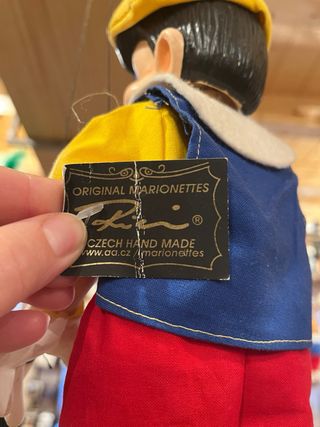 ORIGINAL MARIONETTES
®
CZECH HAND MADE
www.aa.cz/marionettes